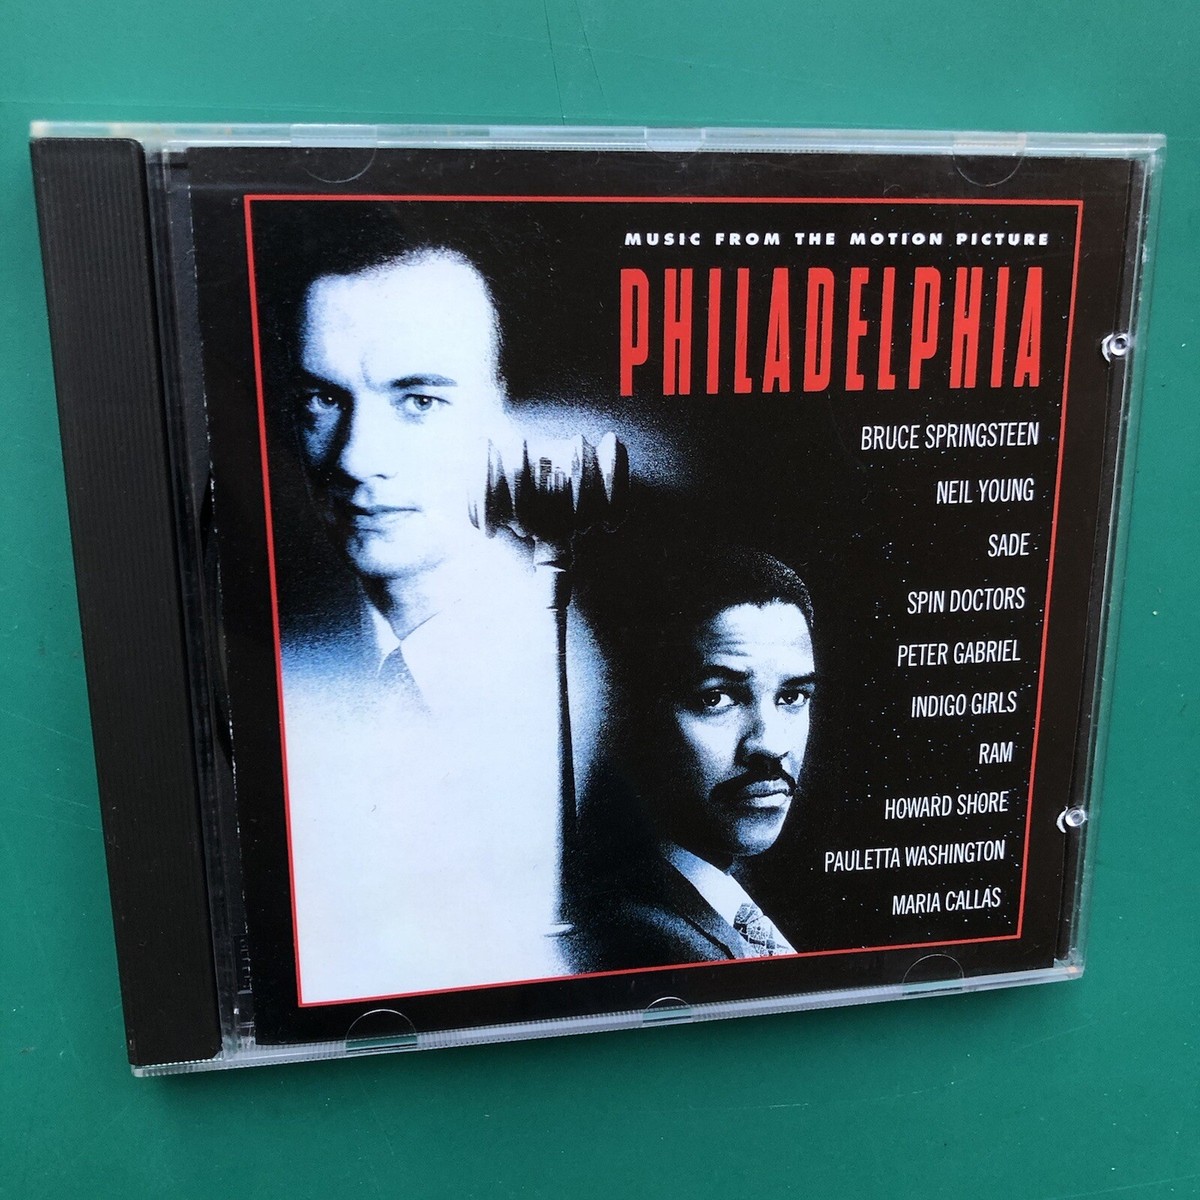 MUSIC FROM THE MOTION PICTURE
PHILADELPHIA
BRUCE SPRINGSTEEN
NEIL YOUNG
SADE
SPIN DOCTORS
PETER GABRIEL
INDIGO GIRLS
RAM
HOWARD SHORE
PAULETTA WASHINGTON
MARIA CALLAS